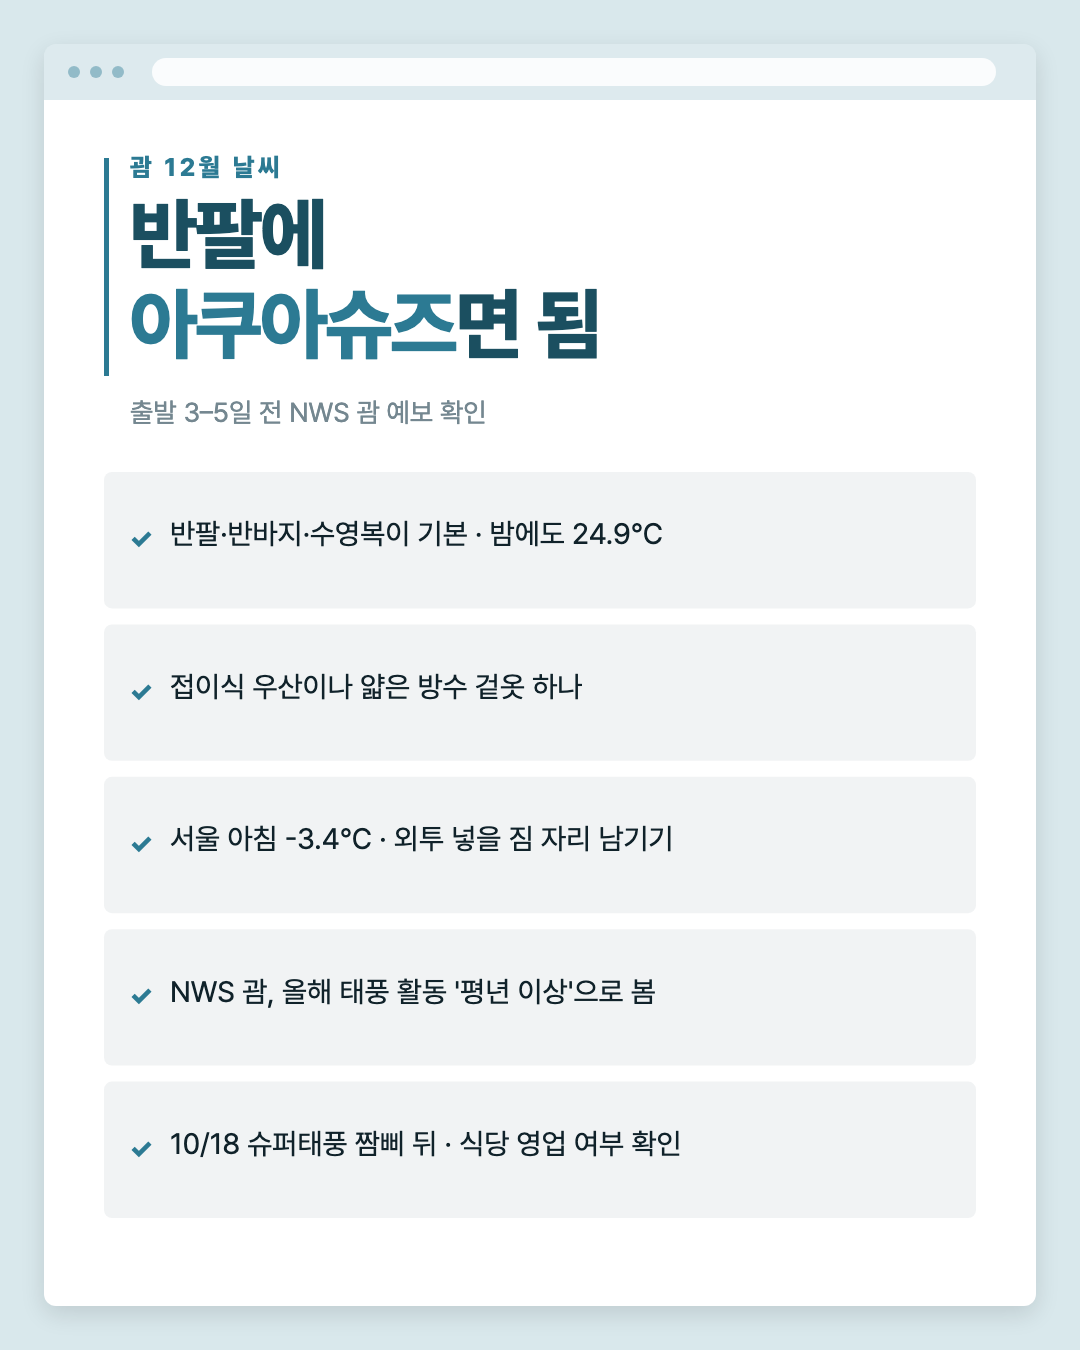 괌 12월 날씨
반팔에
아쿠아슈즈면 됨
출발 3–5일 전 NWS 괌 예보 확인
반팔·반바지·수영복이 기본 · 밤에도 24.9°C
접이식 우산이나 얇은 방수 겉옷 하나
서울 아침 -3.4°C · 외투 넣을 짐 자리 남기기
NWS 괌, 올해 태풍 활동 '평년 이상'으로 봄
10/18 슈퍼태풍 짬삐 뒤 · 식당 영업 여부 확인